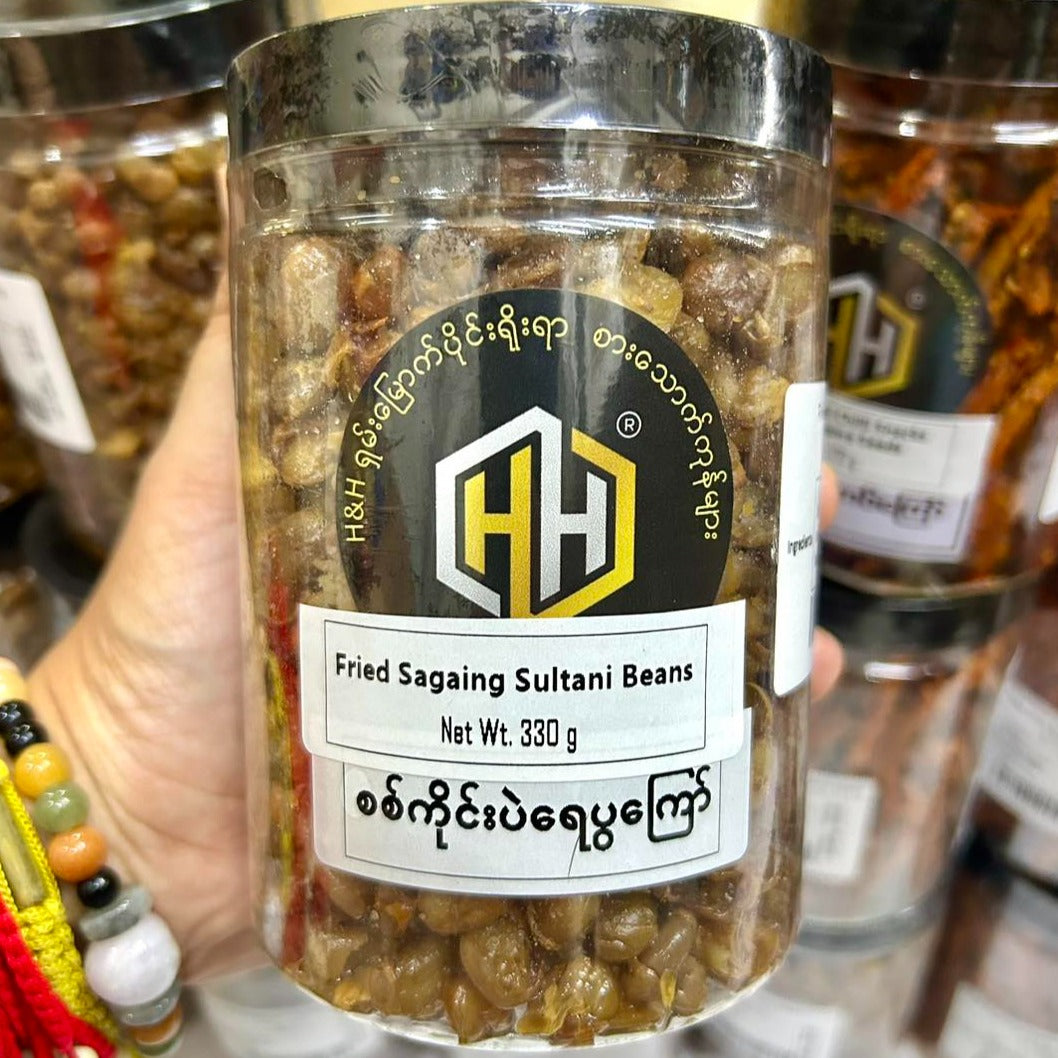 H&H ရှမ်းမြောက်ပိုင်းရိုးရာ စားသောက်ကုန်များ
®
HH
Fried Sagaing Sultani Beans
Net Wt. 330 g
စစ်ကိုင်းပဲရေပွကြော်
HH